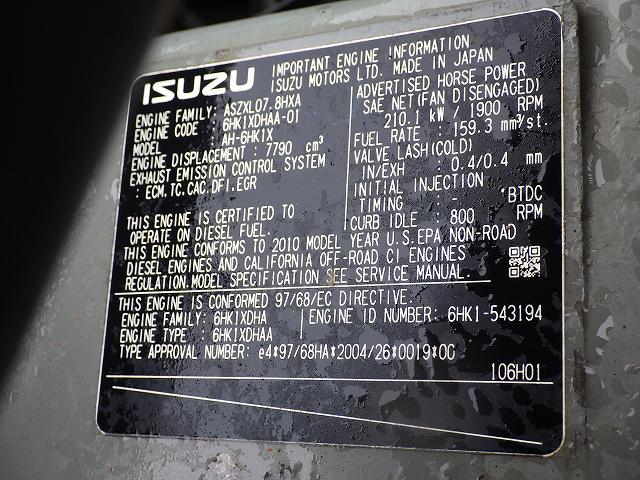 ISUZU
IMPORTANT ENGINE INFORMATION
ISUZU MOTORS LTD. MADE IN JAPAN
ENGINE FAMILY: ASZXL07.8HXA
ENGINE CODE : 6HK1XDHAA-01
MODEL : AH-6HK1X
ENGINE DISPLACEMENT : 7790 cm³
EXHAUST EMISSION CONTROL SYSTEM
: ECM.TC.CAC.DFI.EGR
ADVERTISED HORSE POWER
SAE NET(FAN DISENGAGED)
210.1 kW / 1900 RPM
FUEL RATE : 159.3 mm³/st.
VALVE LASH(COLD)
IN/EXH : 0.4/0.4 mm
INITIAL INJECTION
TIMING : - °BTDC
CURB IDLE : 800 RPM
THIS ENGINE IS CERTIFIED TO
OPERATE ON DIESEL FUEL.
THIS ENGINE CONFORMS TO 2010 MODEL YEAR U.S.EPA NON-ROAD
DIESEL ENGINES AND CALIFORNIA OFF-ROAD CI ENGINES
REGULATION.MODEL SPECIFICATION SEE SERVICE MANUAL.
THIS ENGINE IS CONFORMED 97/68/EC DIRECTIVE.
ENGINE FAMILY : 6HK1XDHA
ENGINE TYPE : 6HK1XDHAA
ENGINE ID NUMBER: 6HK1-543194
TYPE APPROVAL NUMBER: e4*97/68HA*2004/26*0019*00
106H01